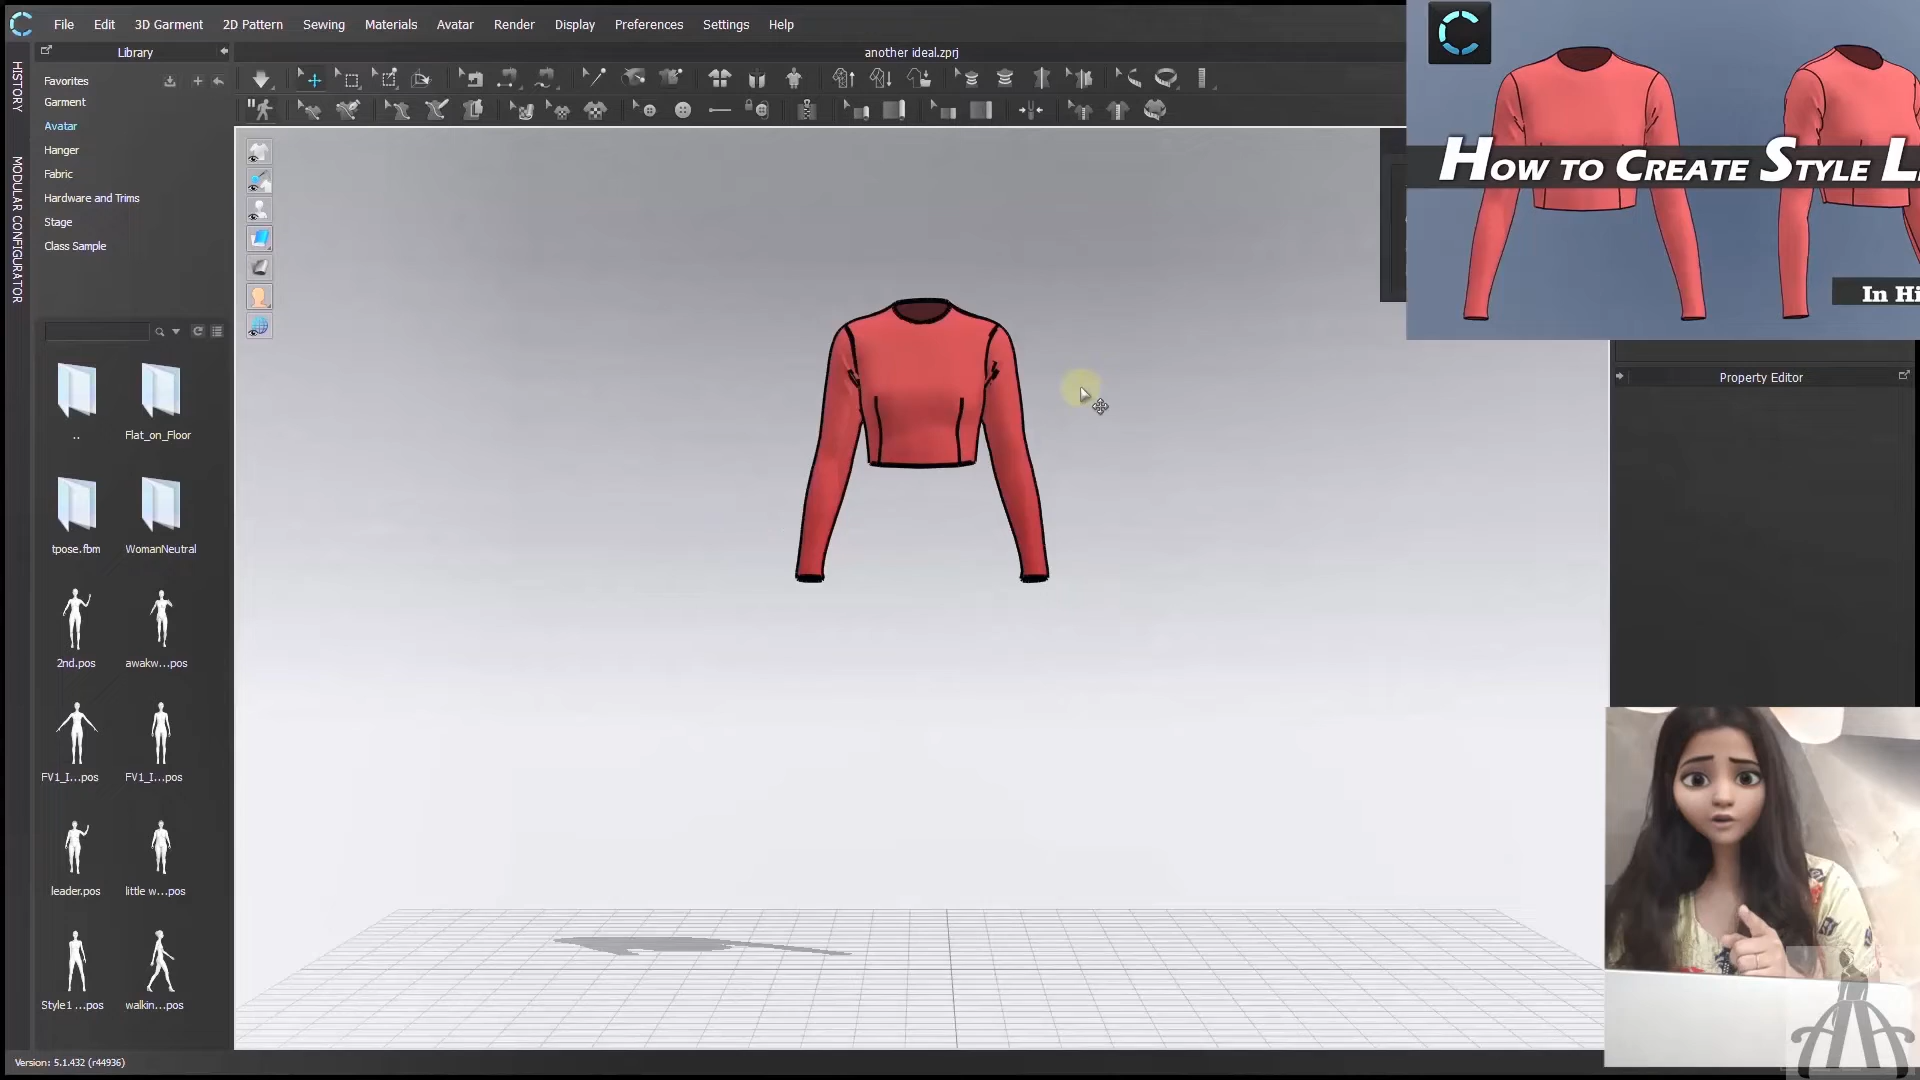 File Edit 3D Garment 2D Pattern Sewing Materials Avatar Render Display Preferences Settings Help
Library
another ideal.zprj
HISTORY
MODULAR CONFIGURATOR
Favorites
Garment
Avatar
Hanger
Fabric
Hardware and Trims
Stage
Class Sample
..
Flat_on_Floor
tpose.fbm
WomanNeutral
2nd.pos
awakw...pos
FV1_I...pos
FV1_I...pos
leader.pos
little w...pos
Style1 ...pos
walkin...pos
Version: 5.1.432 (r44936)
HOW TO CREATE STYLE L
In Hi
Property Editor